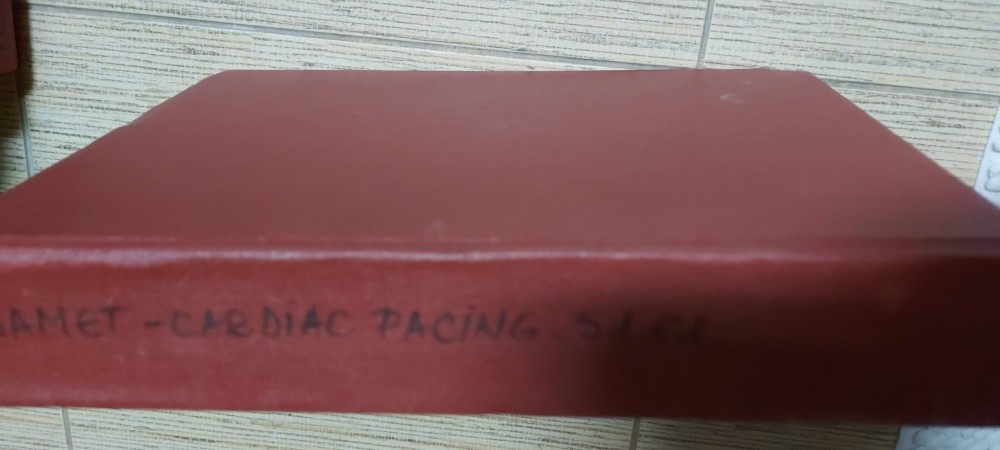 SAMET - CARDIAC PACING.